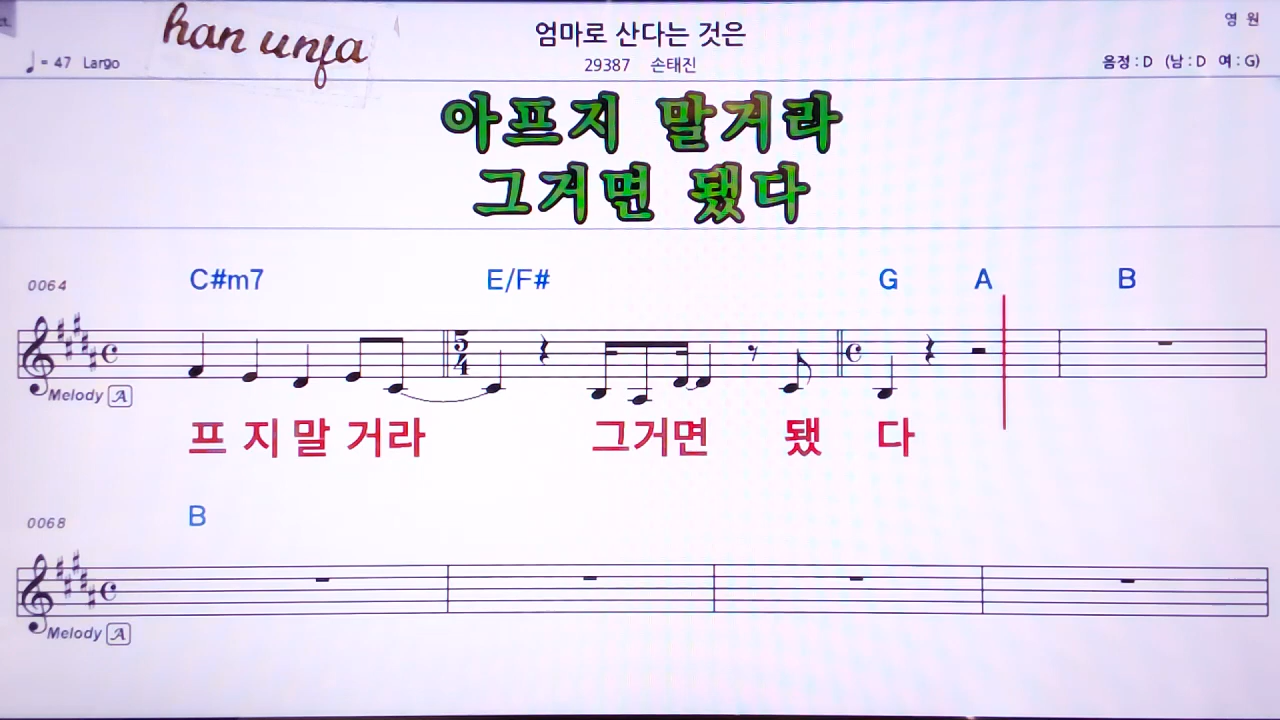 han unja
엄마로 산다는 것은
영 원
♩= 47 Largo
29387 손태진
음정 : D (남 : D 여 : G)
아프지 말거라
그거면 됐다
0064 C#m7 E/F# G A B
5
4
Melody A
프 지 말 거라 그거면 됐 다
0068 B
Melody A